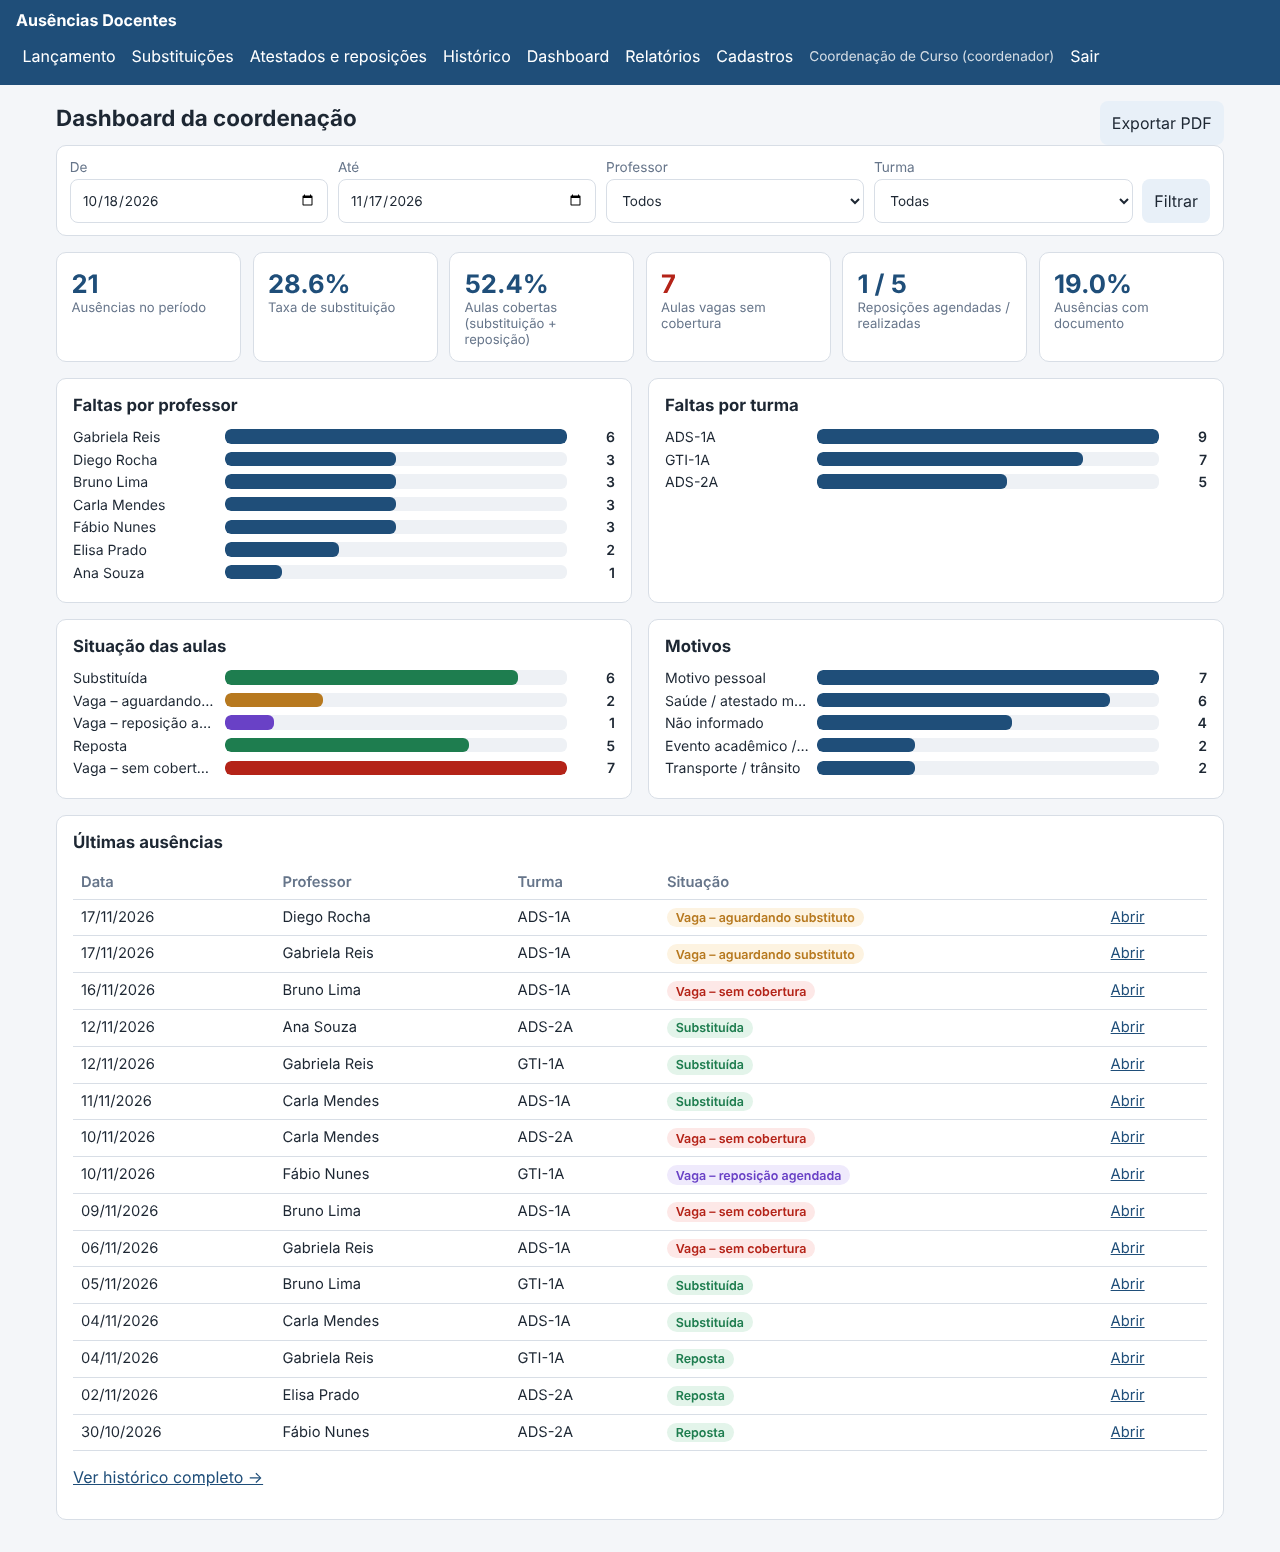 Ausências Docentes
Lançamento Substituições Atestados e reposições Histórico Dashboard Relatórios Cadastros Coordenação de Curso (coordenador) Sair
Dashboard da coordenação
Exportar PDF
De Até Professor Turma
10/18/2026 11/17/2026 Todos Todas Filtrar
21 28.6% 52.4% 7 1 / 5 19.0%
Ausências no período Taxa de substituição Aulas cobertas (substituição + reposição) Aulas vagas sem cobertura Reposições agendadas / realizadas Ausências com documento
Faltas por professor
Gabriela Reis 6
Diego Rocha 3
Bruno Lima 3
Carla Mendes 3
Fábio Nunes 3
Elisa Prado 2
Ana Souza 1
Faltas por turma
ADS-1A 9
GTI-1A 7
ADS-2A 5
Situação das aulas
Substituída 6
Vaga – aguardando... 2
Vaga – reposição a... 1
Reposta 5
Vaga – sem cobert... 7
Motivos
Motivo pessoal 7
Saúde / atestado m... 6
Não informado 4
Evento acadêmico /... 2
Transporte / trânsito 2
Últimas ausências
Data Professor Turma Situação
17/11/2026 Diego Rocha ADS-1A Vaga – aguardando substituto Abrir
17/11/2026 Gabriela Reis ADS-1A Vaga – aguardando substituto Abrir
16/11/2026 Bruno Lima ADS-1A Vaga – sem cobertura Abrir
12/11/2026 Ana Souza ADS-2A Substituída Abrir
12/11/2026 Gabriela Reis GTI-1A Substituída Abrir
11/11/2026 Carla Mendes ADS-1A Substituída Abrir
10/11/2026 Carla Mendes ADS-2A Vaga – sem cobertura Abrir
10/11/2026 Fábio Nunes GTI-1A Vaga – reposição agendada Abrir
09/11/2026 Bruno Lima ADS-1A Vaga – sem cobertura Abrir
06/11/2026 Gabriela Reis ADS-1A Vaga – sem cobertura Abrir
05/11/2026 Bruno Lima GTI-1A Substituída Abrir
04/11/2026 Carla Mendes ADS-1A Substituída Abrir
04/11/2026 Gabriela Reis GTI-1A Reposta Abrir
02/11/2026 Elisa Prado ADS-2A Reposta Abrir
30/10/2026 Fábio Nunes ADS-2A Reposta Abrir
Ver histórico completo →